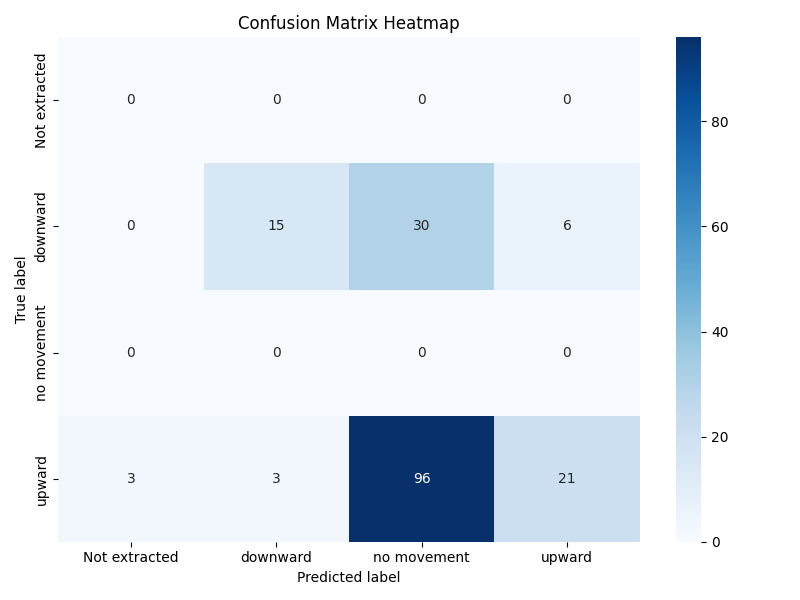 Confusion Matrix Heatmap
True label
Not extracted
0 0 0 0
downward
0 15 30 6
no movement
0 0 0 0
upward
3 3 96 21
Not extracted downward no movement upward
Predicted label
80
60
40
20
0